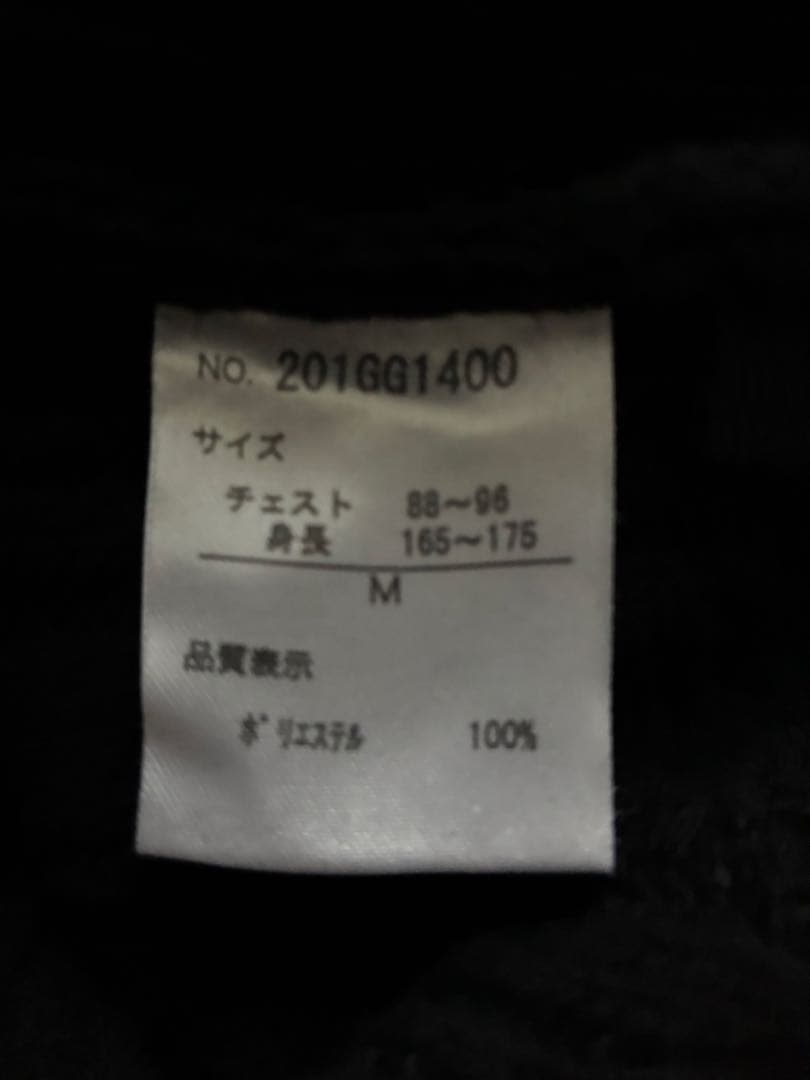 NO. 201GG1400
サイズ
チェスト 88～96
身長 165～175
M
品質表示
ﾎﾟﾘｴｽﾃﾙ 100%